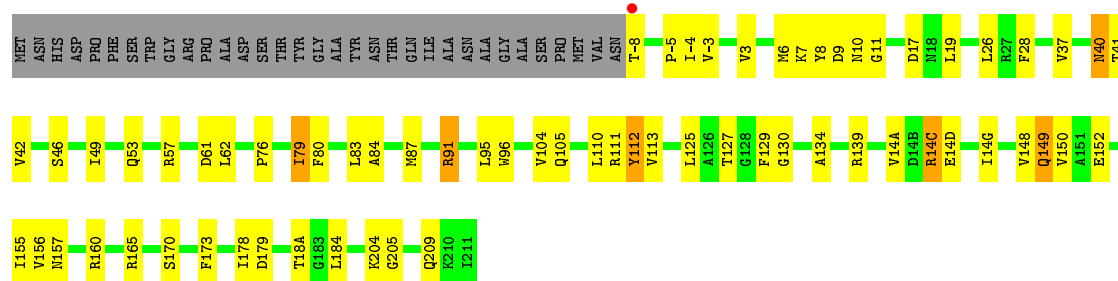 MET ASN HIS ASP PRO PHE SER TRP GLY ARG PRO ALA ASP SER THR TYR GLY ALA TYR ASN THR GLN ILE ALA ASN ALA GLY ALA SER PRO MET VAL ASN T-8 P-5 I-4 V-3 V3 M6 K7 Y8 D9 N10 G11 D17 N18 L19 L26 R27 F28 V37 N40 T41
V42 S46 I49 Q53 R57 D61 L62 P76 I79 F80 L83 A84 M87 R91 L95 W96 V104 Q105 L110 R111 Y112 V113 L125 A126 T127 G128 F129 G130 A134 R139 V14A D14B R14C E14D I14G V148 Q149 V150 A151 E152
I155 V156 N157 R160 R165 S170 F173 I178 D179 T18A G183 L184 K204 G205 Q209 K210 I211